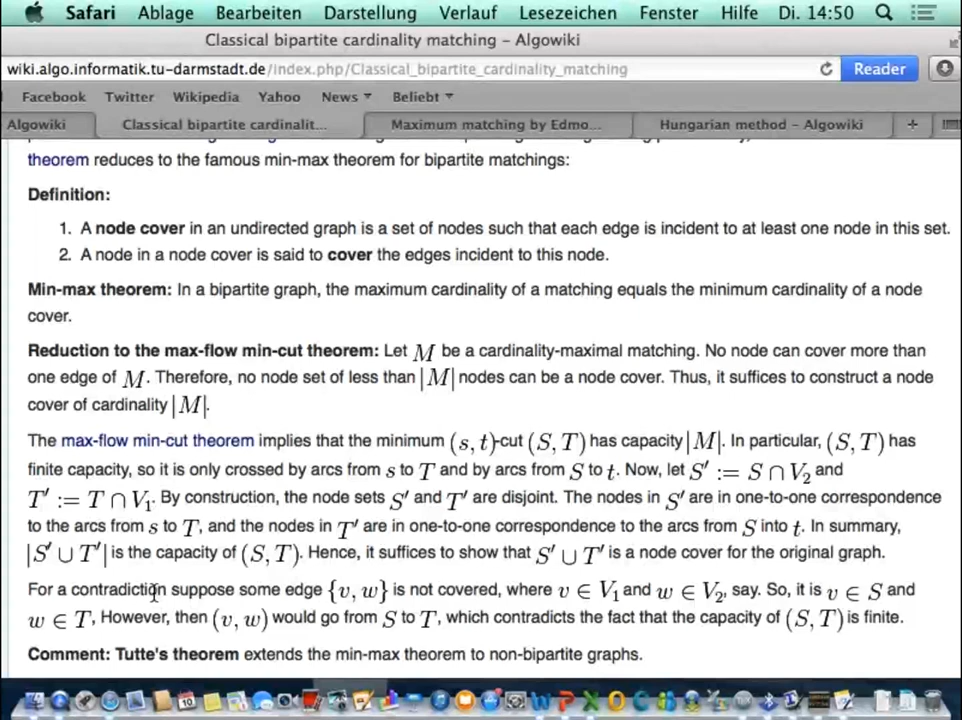 Safari Ablage Bearbeiten Darstellung Verlauf Lesezeichen Fenster Hilfe Di. 14:50
Classical bipartite cardinality matching – Algowiki
wiki.algo.informatik.tu-darmstadt.de/index.php/Classical_bipartite_cardinality_matching Reader
Facebook Twitter Wikipedia Yahoo News Beliebt
Algowiki Classical bipartite cardinalit... Maximum matching by Edmo... Hungarian method – Algowiki +
theorem reduces to the famous min-max theorem for bipartite matchings:
Definition:
1. A node cover in an undirected graph is a set of nodes such that each edge is incident to at least one node in this set.
2. A node in a node cover is said to cover the edges incident to this node.
Min-max theorem: In a bipartite graph, the maximum cardinality of a matching equals the minimum cardinality of a node
cover.
Reduction to the max-flow min-cut theorem: Let M be a cardinality-maximal matching. No node can cover more than
one edge of M. Therefore, no node set of less than |M| nodes can be a node cover. Thus, it suffices to construct a node
cover of cardinality |M|.
The max-flow min-cut theorem implies that the minimum (s, t)-cut (S, T) has capacity |M|. In particular, (S, T) has
finite capacity, so it is only crossed by arcs from s to T and by arcs from S to t. Now, let S′ := S ∩ V₂ and
T′ := T ∩ V₁. By construction, the node sets S′ and T′ are disjoint. The nodes in S′ are in one-to-one correspondence
to the arcs from s to T, and the nodes in T′ are in one-to-one correspondence to the arcs from S into t. In summary,
|S′ ∪ T′| is the capacity of (S, T). Hence, it suffices to show that S′ ∪ T′ is a node cover for the original graph.
For a contradiction suppose some edge {v, w} is not covered, where v ∈ V₁ and w ∈ V₂, say. So, it is v ∈ S and
w ∈ T, However, then (v, w) would go from S to T, which contradicts the fact that the capacity of (S, T) is finite.
Comment: Tutte's theorem extends the min-max theorem to non-bipartite graphs.